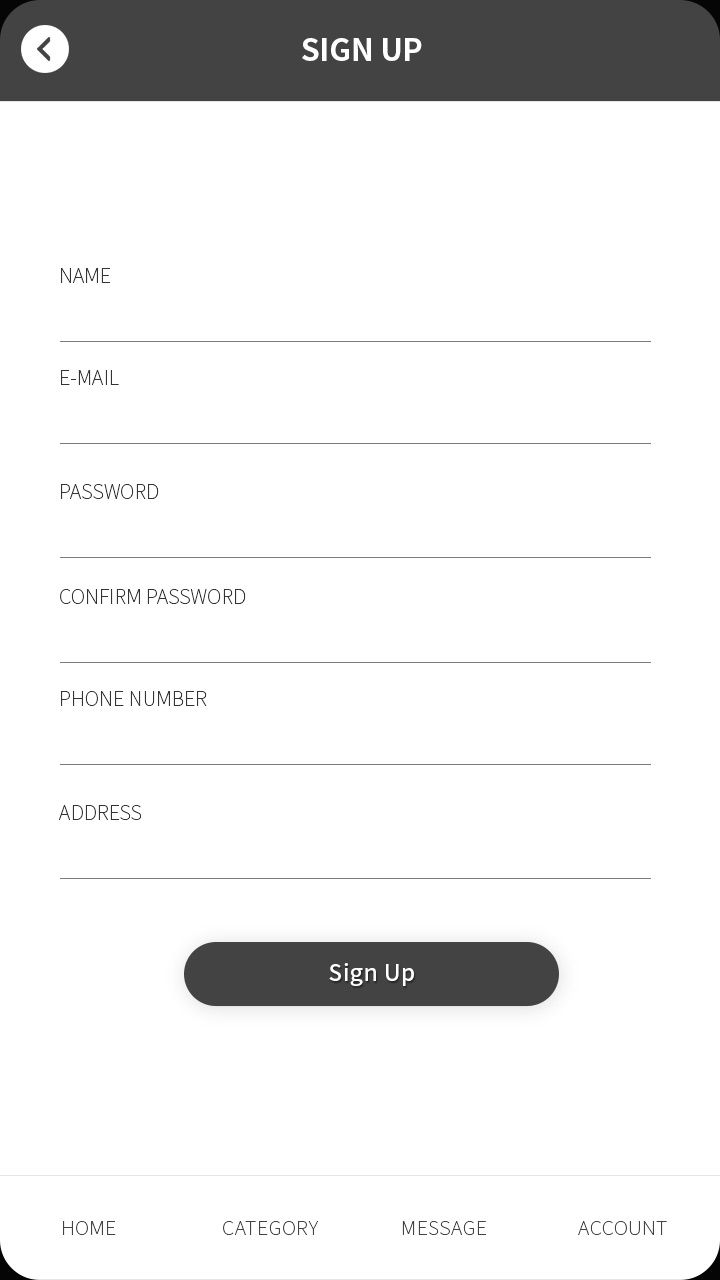 SIGN UP
NAME
E-MAIL
PASSWORD
CONFIRM PASSWORD
PHONE NUMBER
ADDRESS
Sign Up
HOME CATEGORY MESSAGE ACCOUNT